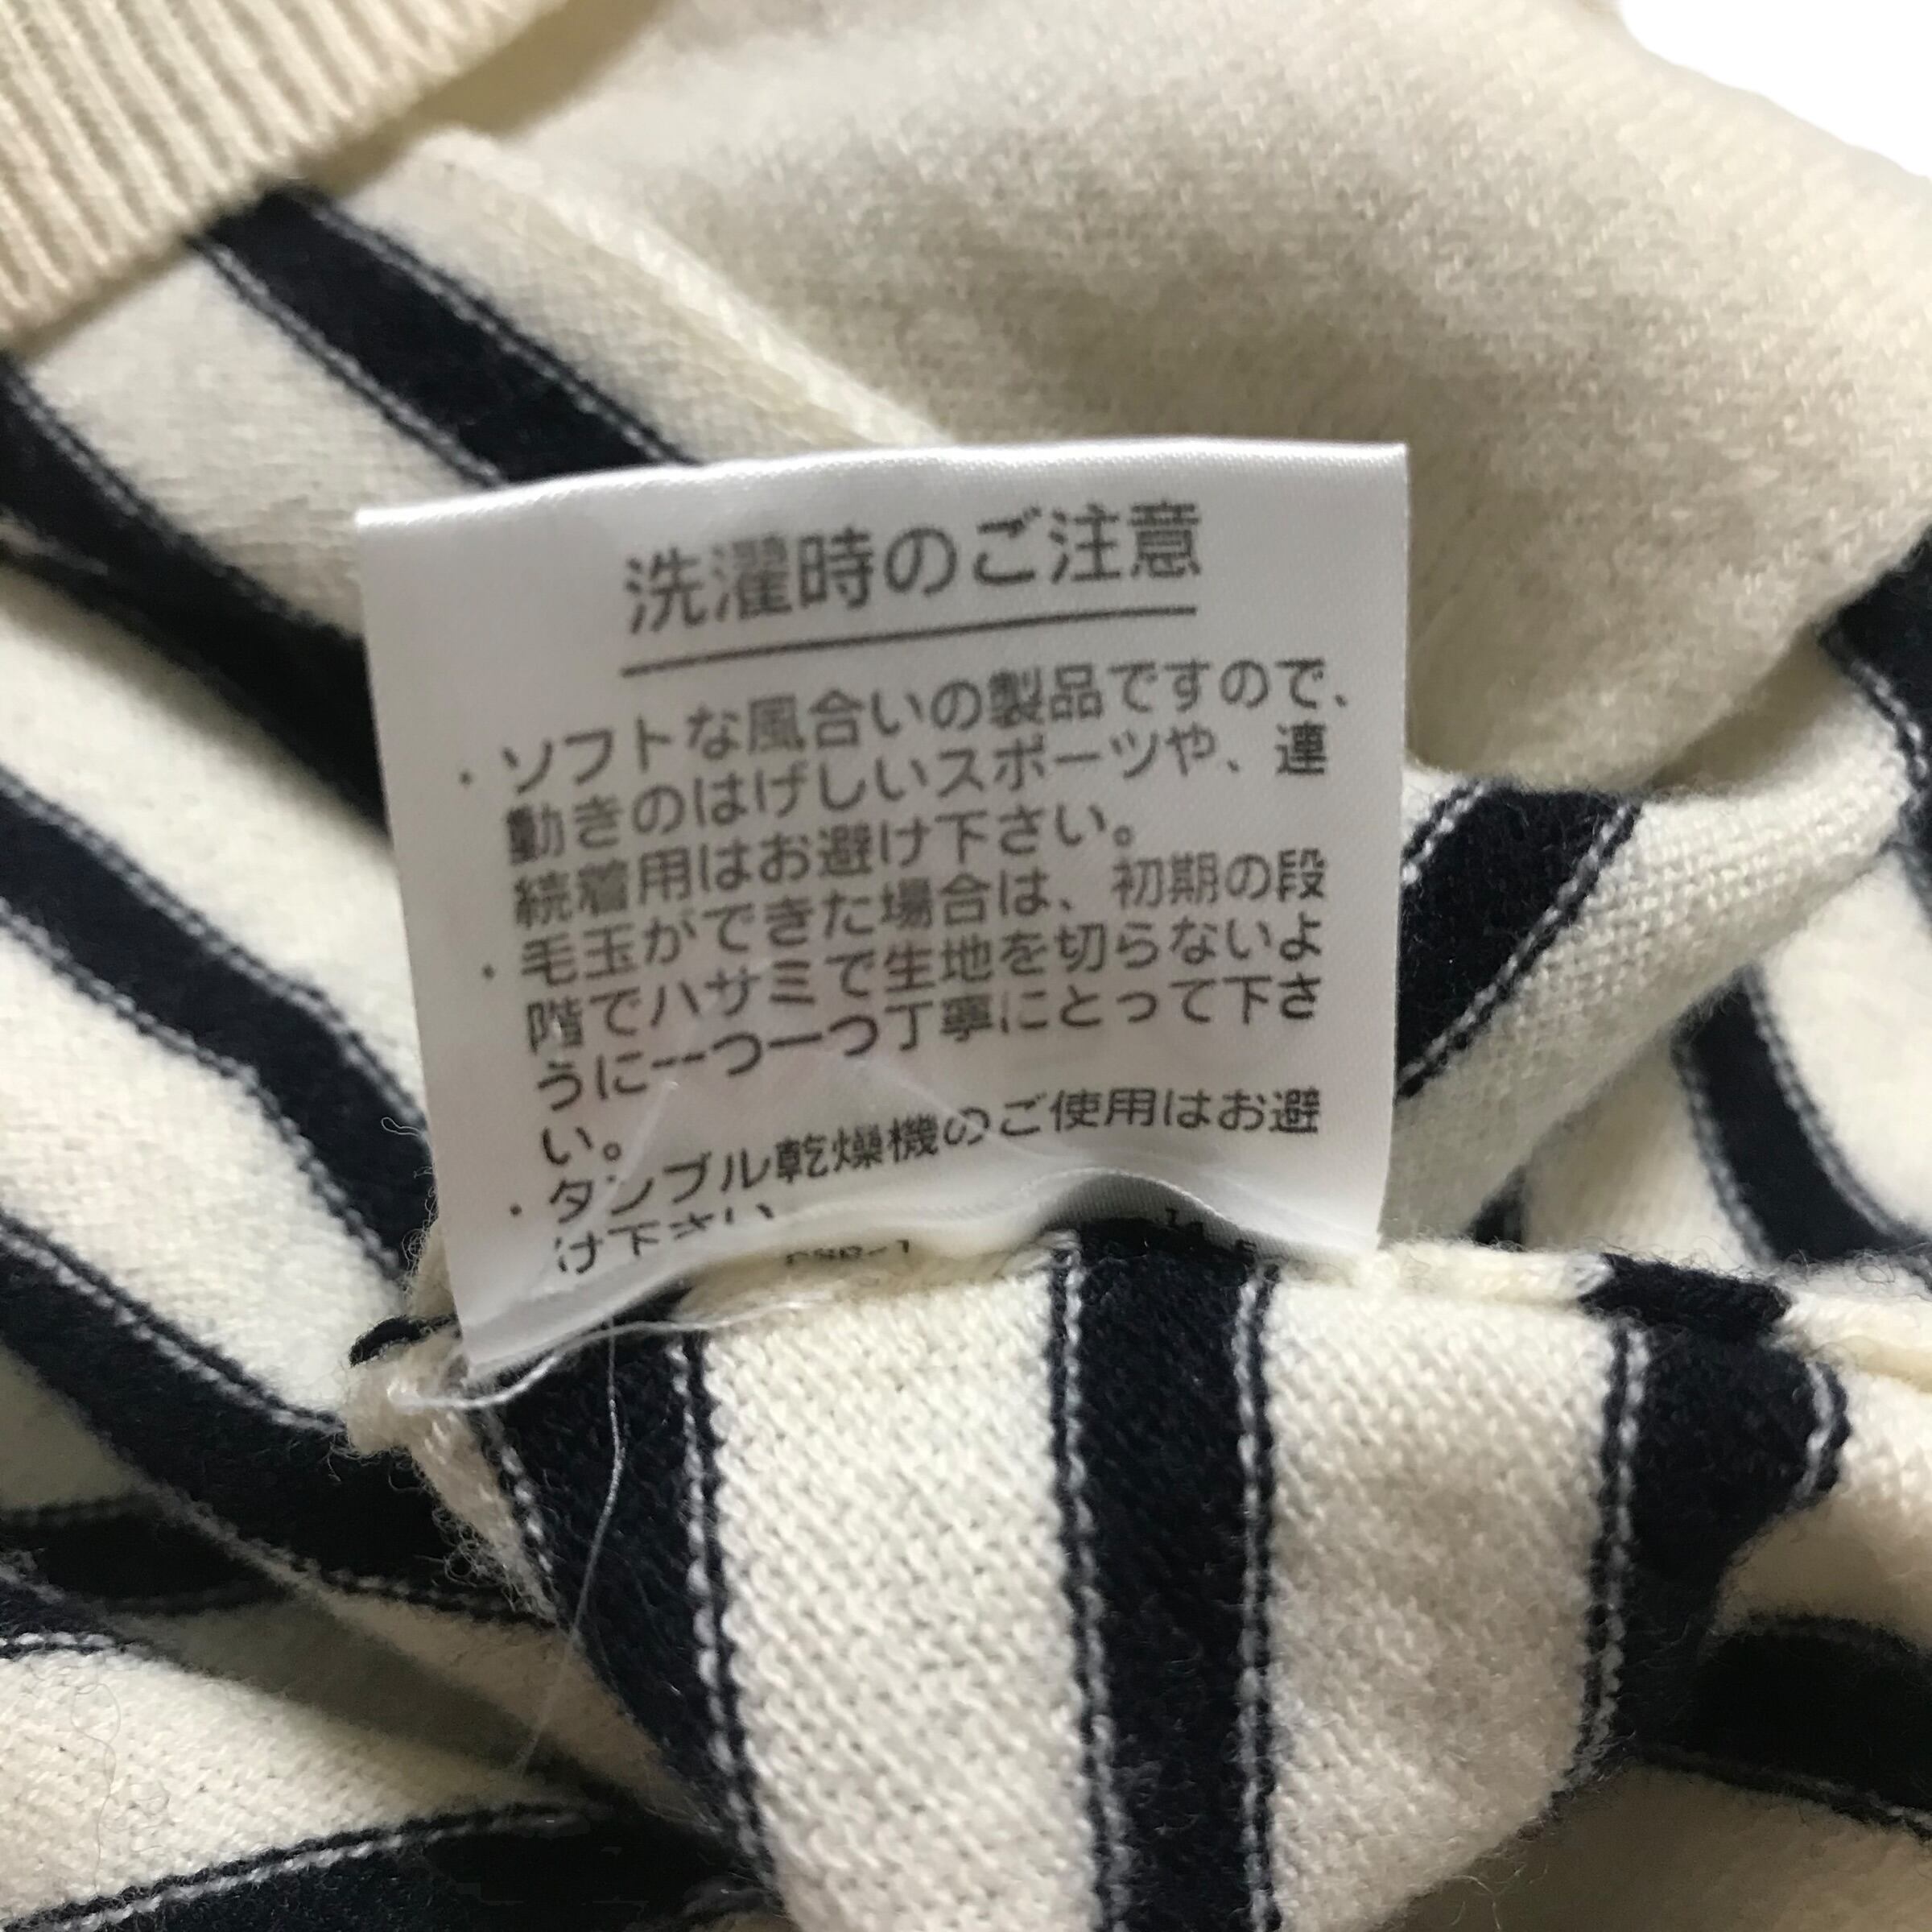 洗濯時のご注意
・ソフトな風合いの製品ですので、
動きのはげしいスポーツや、連
続着用はお避け下さい。
・毛玉ができた場合は、初期の段
階でハサミで生地を切らないよ
うに一つ一つ丁寧にとって下さ
い。
・タンブル乾燥機のご使用はお避
け下さい